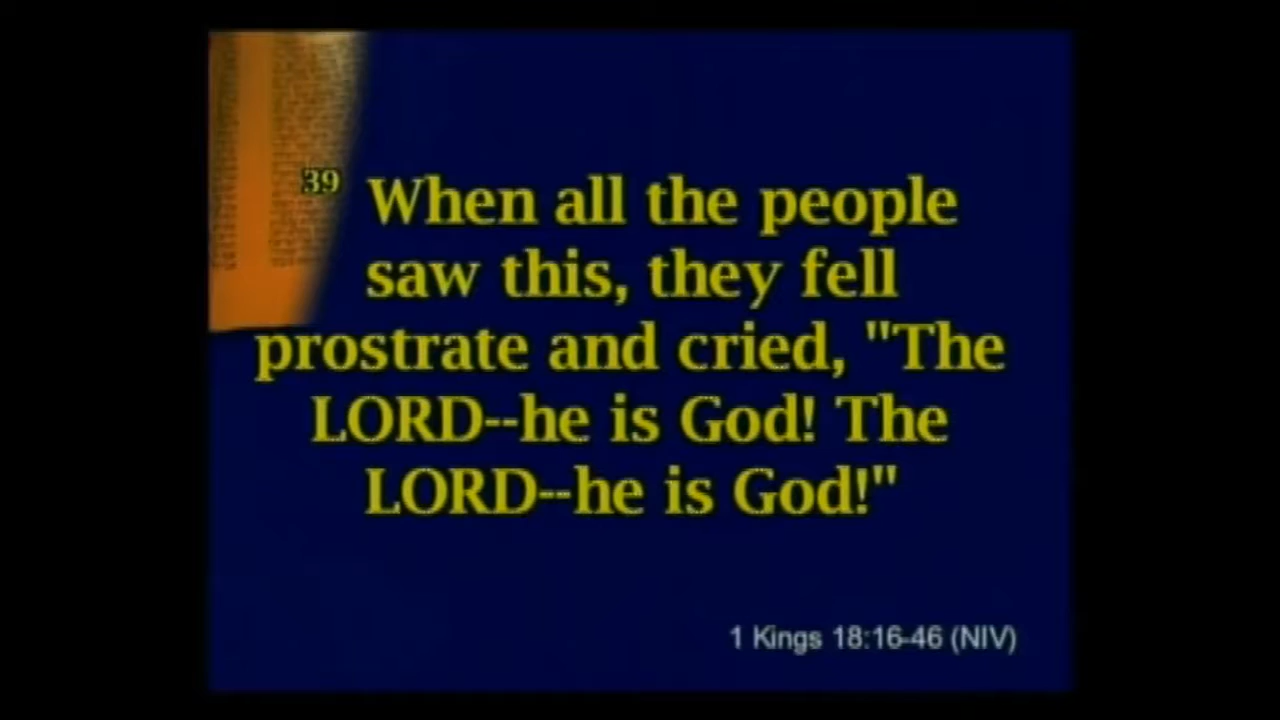 39 When all the people
saw this, they fell
prostrate and cried, "The
LORD--he is God! The
LORD--he is God!"
1 Kings 18:16-46 (NIV)